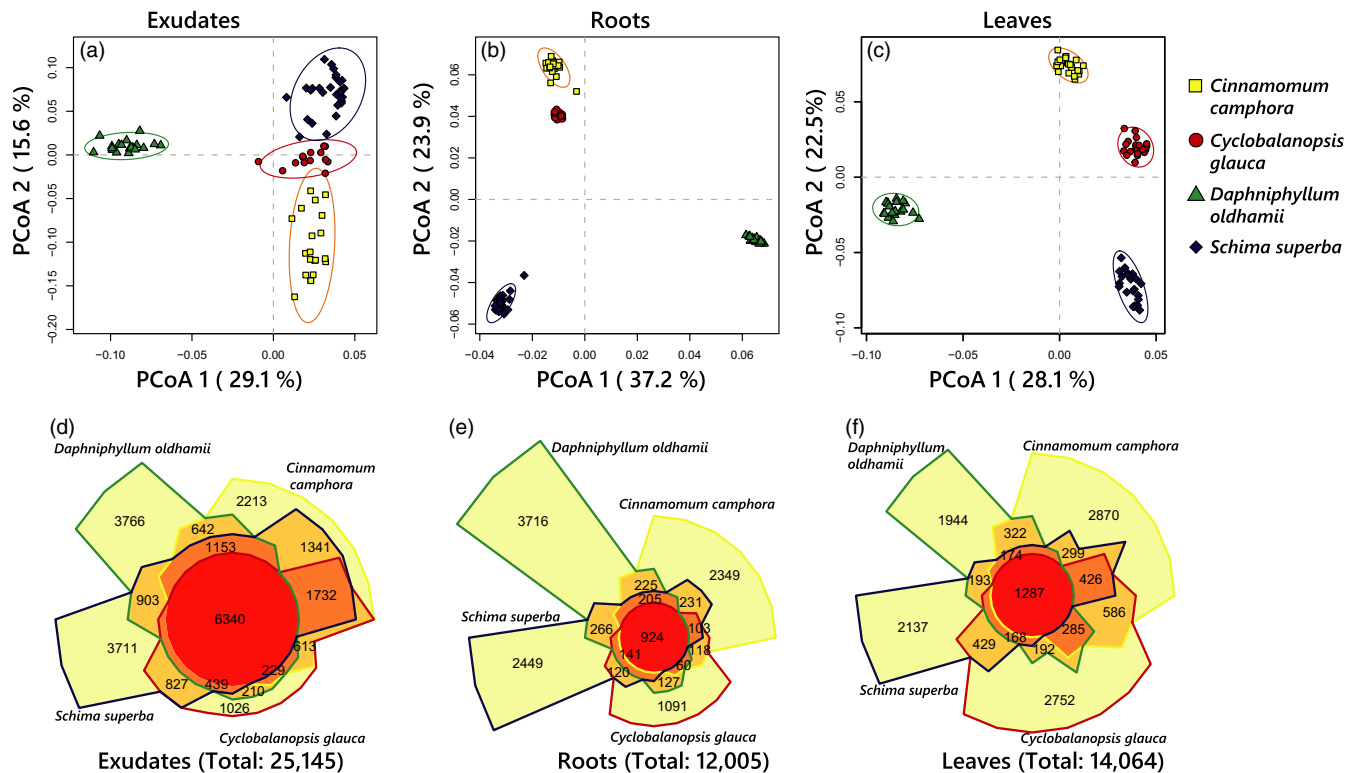 Exudates
Roots
Leaves
(a)
0.10
0.05
0.00
−0.05
−0.10
−0.15
−0.20
PCoA 2 ( 15.6 %)
−0.10
−0.05
0.00
0.05
PCoA 1 ( 29.1 %)
(b)
0.06
0.04
0.02
0.00
−0.02
−0.04
−0.06
PCoA 2 ( 23.9 %)
−0.04
−0.02
0.00
0.02
0.04
0.06
PCoA 1 ( 37.2 %)
(c)
0.05
0.00
−0.05
−0.10
PCoA 2 ( 22.5%)
−0.10
−0.05
0.00
0.05
PCoA 1 ( 28.1 %)
Cinnamomum
camphora
Cyclobalanopsis
glauca
Daphniphyllum
oldhamii
Schima superba
(d)
Daphniphyllum oldhamii
Cinnamomum
camphora
2213
3766
642
1153
1341
903
1732
6340
3711
613
229
827
439
210
1026
Schima superba
Cyclobalanopsis glauca
Exudates (Total: 25,145)
(e)
Daphniphyllum oldhamii
Cinnamomum camphora
3716
2349
225
205
231
Schima superba
266
103
924
118
141
60
2449
120
127
1091
Cyclobalanopsis glauca
Roots (Total: 12,005)
(f)
Daphniphyllum
oldhamii
Cinnamomum camphora
1944
2870
322
174
299
193
426
1287
586
2137
285
168
429
192
Schima superba
2752
Cyclobalanopsis glauca
Leaves (Total: 14,064)